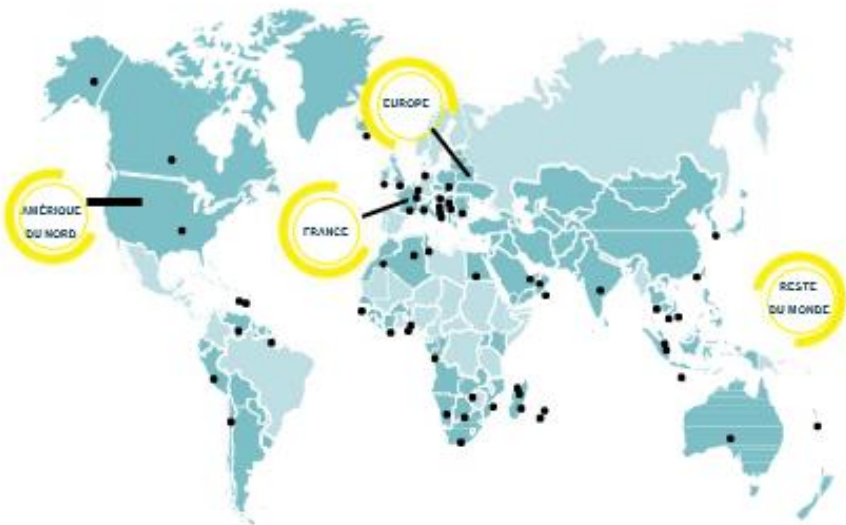 EUROPE
AMÉRIQUE
DU NORD
FRANCE
RESTE
DU MONDE